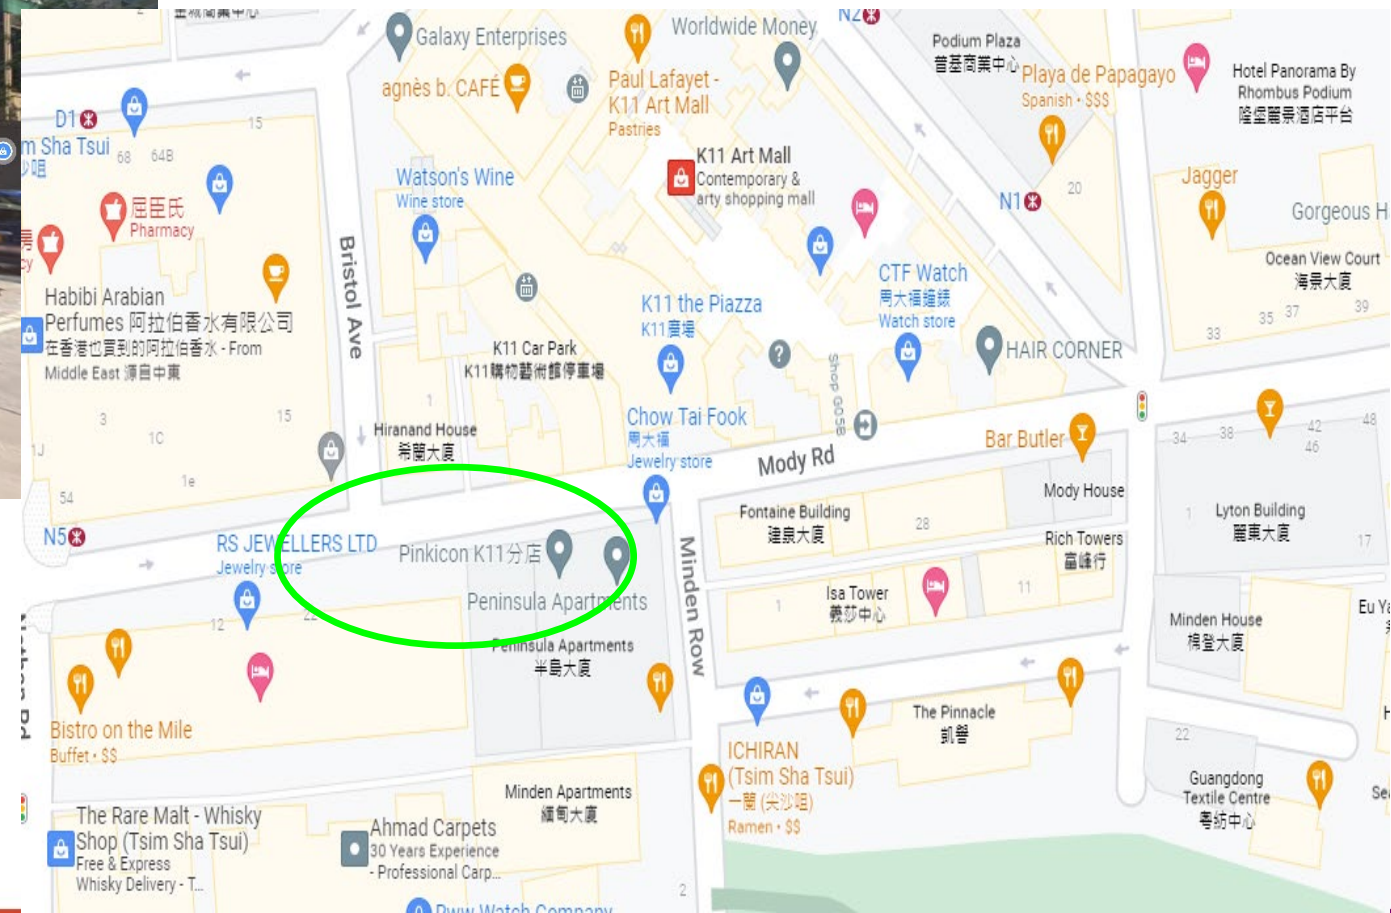 N2
Galaxy Enterprises
Worldwide Money
Podium Plaza
普基商業中心
agnès b. CAFÉ
Paul Lafayet -
K11 Art Mall
Pastries
Playa de Papagayo
Spanish • $$$
Hotel Panorama By
Rhombus Podium
隆堡麗景酒店平台
D1
15
m Sha Tsui
沙咀
68
64B
K11 Art Mall
Contemporary &
arty shopping mall
Watson's Wine
Wine store
20
N1
Jagger
Gorgeous H
屈臣氏
Pharmacy
Bristol Ave
Ocean View Court
海景大廈
CTF Watch
周大福鐘錶
Watch store
Habibi Arabian
Perfumes 阿拉伯香水有限公司
在香港也買到的阿拉伯香水 - From
Middle East 源自中東
K11 the Piazza
K11廣場
39
37
35
33
K11 Car Park
K11購物藝術館停車場
HAIR CORNER
Shop G058
3
15
1C
1
1J
1e
54
Hiranand House
希蘭大廈
Chow Tai Fook
周大福
Jewelry store
Mody Rd
Bar Butler
34
38
42
46
48
Mody House
N5
RS JEWELLERS LTD
Jewelry store
Pinkicon K11分店
Minden Row
Fontaine Building
建泉大廈
28
Rich Towers
富峰行
1
Lyton Building
麗東大廈
17
Peninsula Apartments
12
22
Peninsula Apartments
半島大廈
1
Isa Tower
義莎中心
11
Minden House
棉登大廈
Bistro on the Mile
Buffet • $$
The Pinnacle
凱譽
22
ICHIRAN
(Tsim Sha Tsui)
一蘭 (尖沙咀)
Ramen • $$
Minden Apartments
緬甸大廈
Guangdong
Textile Centre
粵紡中心
The Rare Malt - Whisky
Shop (Tsim Sha Tsui)
Free & Express
Whisky Delivery - T...
Ahmad Carpets
30 Years Experience
- Professional Carp...
2